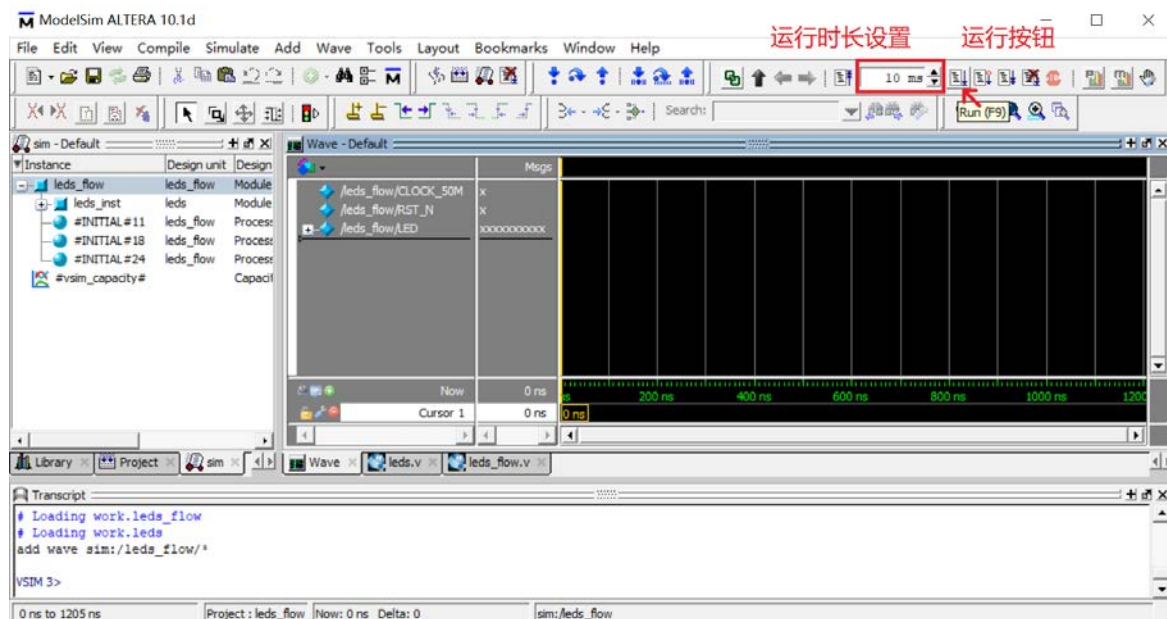 ModelSim ALTERA 10.1d
File Edit View Compile Simulate Add Wave Tools Layout Bookmarks Window Help
运行时长设置 运行按钮
10 ms
Search:
Run (F9)
sim - Default
Wave - Default
Instance Design unit Design
Msgs
leds_flow leds_flow Module
leds_inst leds Module
#INITIAL#11 leds_flow Process
#INITIAL#18 leds_flow Process
#INITIAL#24 leds_flow Process
#vsim_capacity# Capacit
/leds_flow/CLOCK_50M x
/leds_flow/RST_N x
/leds_flow/LED xxxxxxxxxx
Now 0 ns
ns 200 ns 400 ns 600 ns 800 ns 1000 ns 1200
Cursor 1 0 ns 0 ns
Library Project sim Wave leds.v leds_flow.v
Transcript
# Loading work.leds_flow
# Loading work.leds
add wave sim:/leds_flow/*
VSIM 3>
0 ns to 1205 ns Project : leds_flow Now: 0 ns Delta: 0 sim:/leds_flow